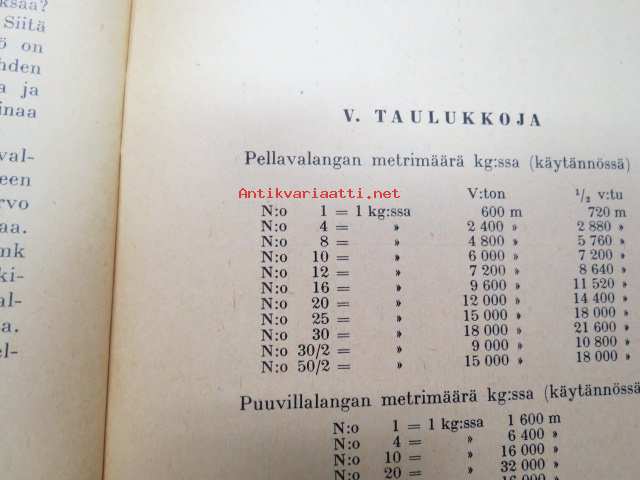 ksaa?
Siitä
ö on
hden
a ja
inaa
val-
een
rvo
aa.
nk
ki-
al-
a.
el-
V. TAULUKKOJA
Pellavalangan metrimäärä kg:ssa (käytännössä)
Antikvariaatti.net
V:ton ½ v:tu
N:o 1 = 1 kg:ssa 600 m 720 m
N:o 4 = » 2 400 » 2 880 »
N:o 8 = » 4 800 » 5 760 »
N:o 10 = » 6 000 » 7 200 »
N:o 12 = » 7 200 » 8 640 »
N:o 16 = » 9 600 » 11 520 »
N:o 20 = » 12 000 » 14 400 »
N:o 25 = » 15 000 » 18 000 »
N:o 30 = » 18 000 » 21 600 »
N:o 30/2 = » 9 000 » 10 800 »
N:o 50/2 = » 15 000 » 18 000 »
Puuvillalangan metrimäärä kg:ssa (käytännössä
N:o 1 = 1 kg:ssa 1 600 m
N:o 4 = » 6 400 »
N:o 10 = » 16 000 »
N:o 20 = » 32 000 »